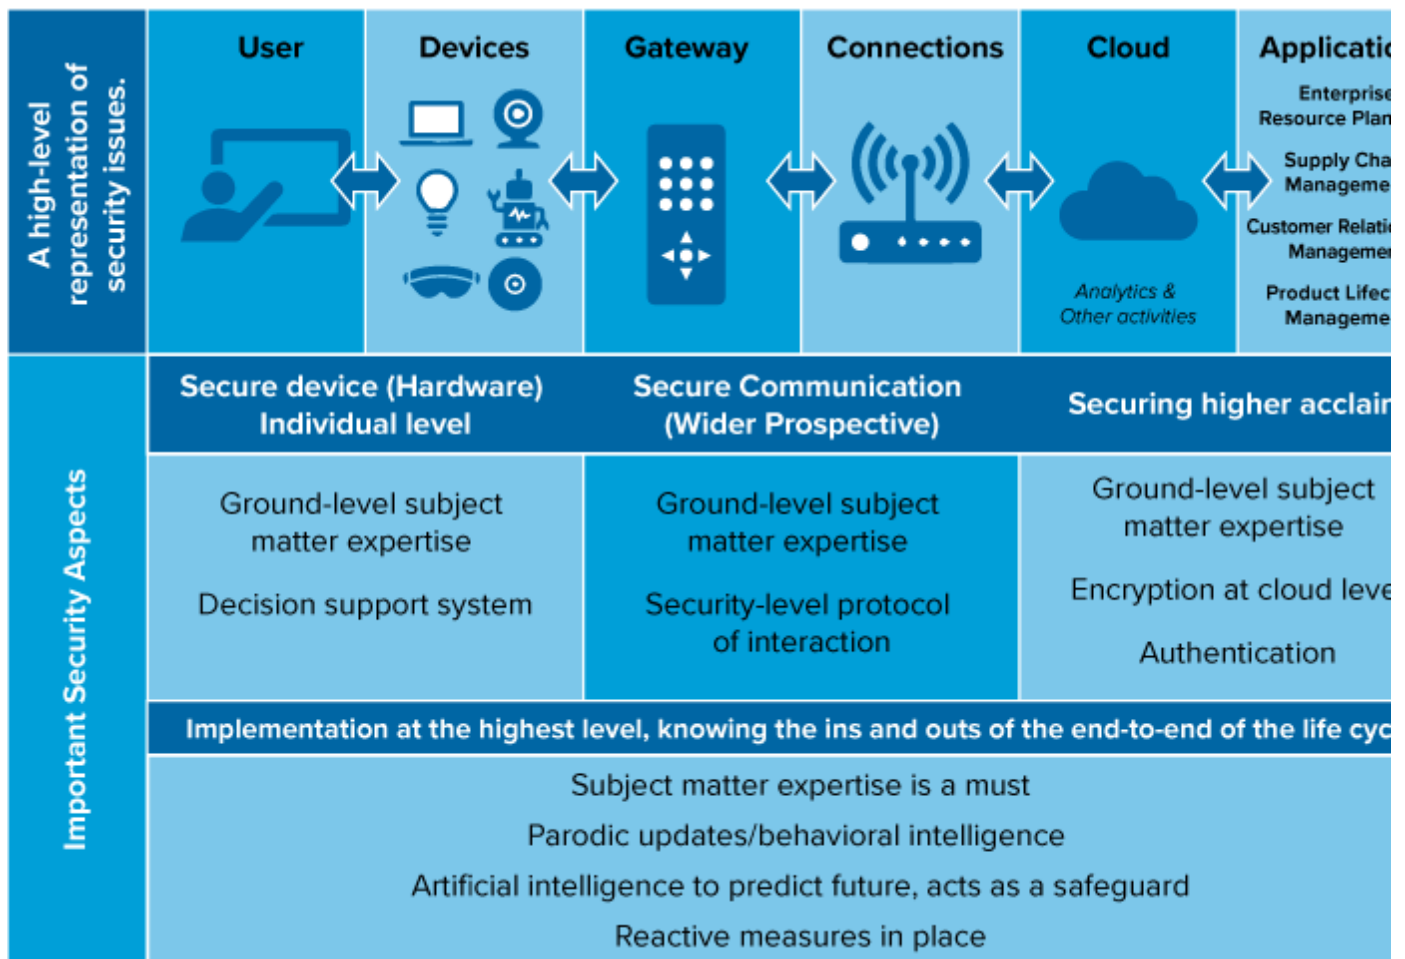 A high-level
representation of
security issues.
User
Devices
Gateway
Connections
Cloud
Analytics &
Other activities
Applicatio
Enterprise
Resource Plan
Supply Cha
Manageme
Customer Relatio
Managemen
Product Lifec
Manageme
Important Security Aspects
Secure device (Hardware)
Individual level
Secure Communication
(Wider Prospective)
Securing higher acclaim
Ground-level subject
matter expertise
Decision support system
Ground-level subject
matter expertise
Security-level protocol
of interaction
Ground-level subject
matter expertise
Encryption at cloud leve
Authentication
Implementation at the highest level, knowing the ins and outs of the end-to-end of the life cyc
Subject matter expertise is a must
Parodic updates/behavioral intelligence
Artificial intelligence to predict future, acts as a safeguard
Reactive measures in place